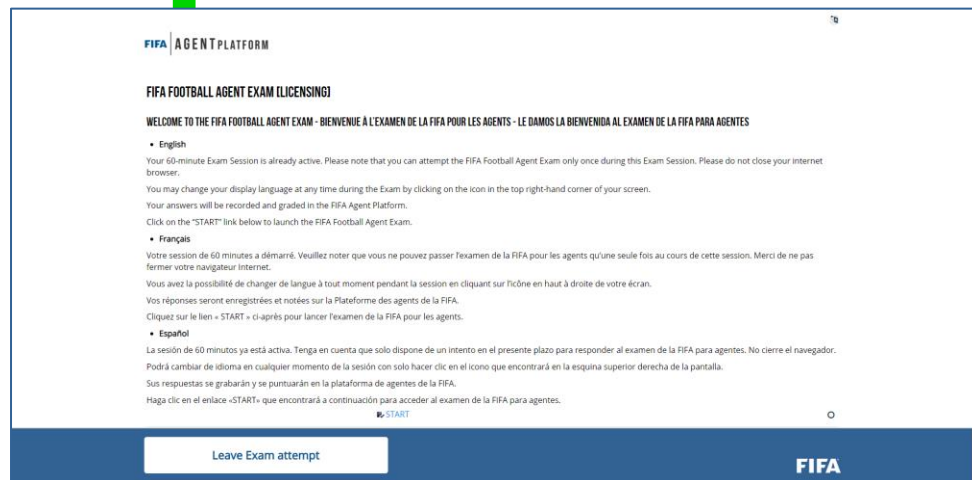 FIFA AGENT PLATFORM
FIFA FOOTBALL AGENT EXAM [LICENSING]
WELCOME TO THE FIFA FOOTBALL AGENT EXAM - BIENVENUE À L'EXAMEN DE LA FIFA POUR LES AGENTS - LE DAMOS LA BIENVENIDA AL EXAMEN DE LA FIFA PARA AGENTES
• English
Your 60-minute Exam Session is already active. Please note that you can attempt the FIFA Football Agent Exam only once during this Exam Session. Please do not close your internet
browser.
You may change your display language at any time during the Exam by clicking on the icon in the top right-hand corner of your screen.
Your answers will be recorded and graded in the FIFA Agent Platform.
Click on the "START" link below to launch the FIFA Football Agent Exam.
• Français
Votre session de 60 minutes a démarré. Veuillez noter que vous ne pouvez passer l'examen de la FIFA pour les agents qu'une seule fois au cours de cette session. Merci de ne pas
fermer votre navigateur Internet.
Vous avez la possibilité de changer de langue à tout moment pendant la session en cliquant sur l'icône en haut à droite de votre écran.
Vos réponses seront enregistrées et notées sur la Plateforme des agents de la FIFA.
Cliquez sur le lien « START » ci-après pour lancer l'examen de la FIFA pour les agents.
• Español
La sesión de 60 minutos ya está activa. Tenga en cuenta que solo dispone de un intento en el presente plazo para responder al examen de la FIFA para agentes. No cierre el navegador.
Podrá cambiar de idioma en cualquier momento de la sesión con solo hacer clic en el icono que encontrará en la esquina superior derecha de la pantalla.
Sus respuestas se grabarán y se puntuarán en la plataforma de agentes de la FIFA.
Haga clic en el enlace «START» que encontrará a continuación para acceder al examen de la FIFA para agentes.
START
Leave Exam attempt
FIFA